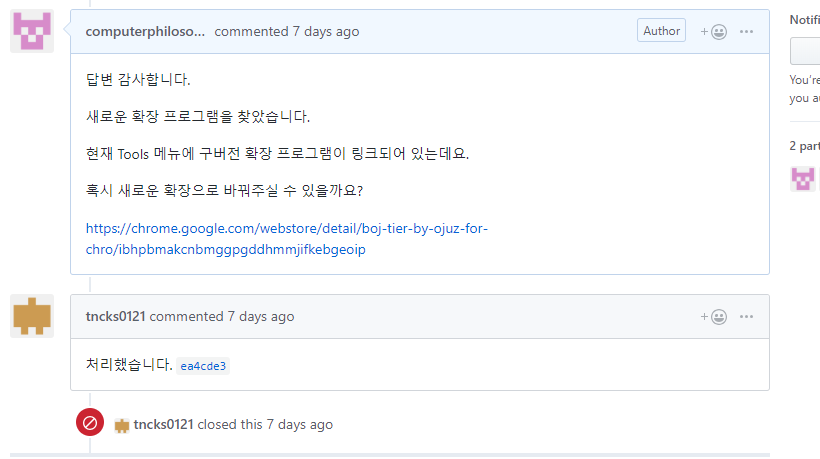 computerphiloso... commented 7 days ago Author
답변 감사합니다.
새로운 확장 프로그램을 찾았습니다.
현재 Tools 메뉴에 구버전 확장 프로그램이 링크되어 있는데요.
혹시 새로운 확장으로 바꿔주실 수 있을까요?
https://chrome.google.com/webstore/detail/boj-tier-by-ojuz-for-
chro/ibhpbmakcnbmggpgddhmmjifkebgeoip
tncks0121 commented 7 days ago
처리했습니다. ea4cde3
tncks0121 closed this 7 days ago
Notifi
You're
you a
2 part